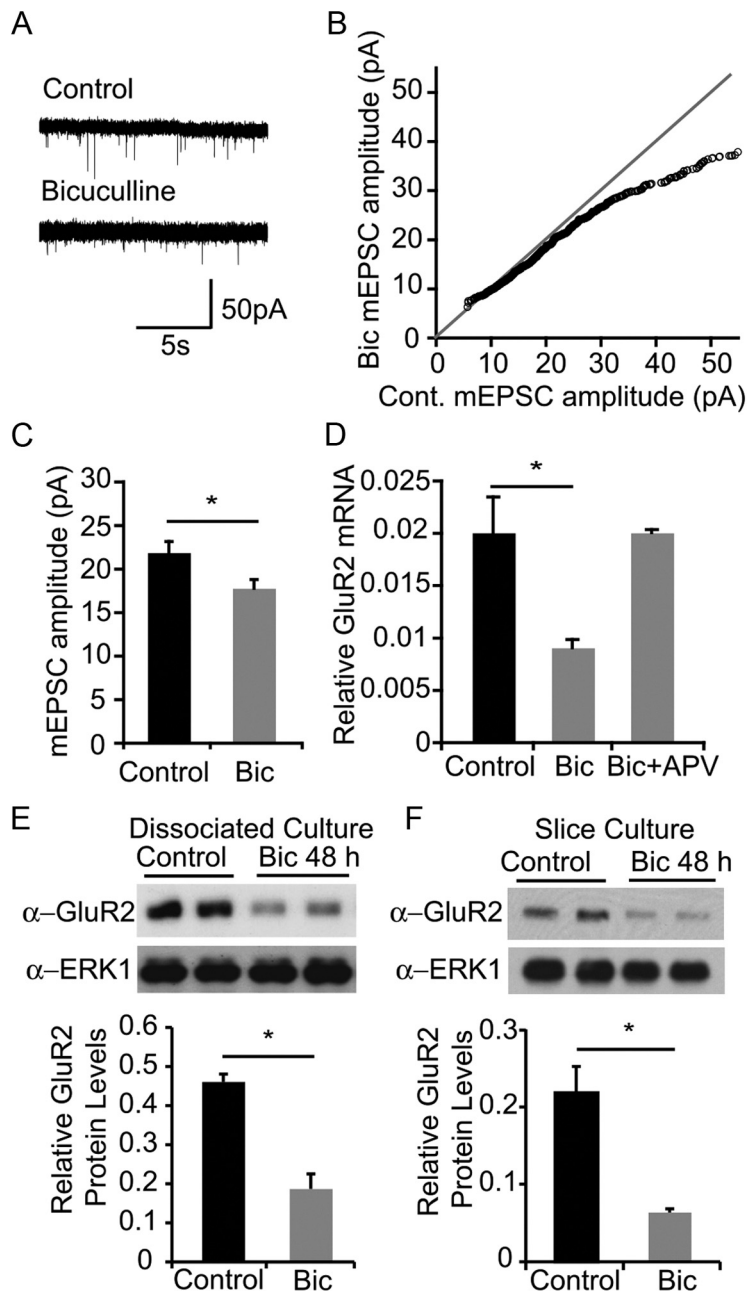 A
Control
Bicuculline
50pA
5s
B
Bic mEPSC amplitude (pA)
50
40
30
20
10
0
0 10 20 30 40 50
Cont. mEPSC amplitude (pA)
C
mEPSC amplitude (pA)
30
25
20
15
10
5
0
*
Control Bic
D
Relative GluR2 mRNA
0.025
0.02
0.015
0.01
0.005
0
*
Control Bic Bic+APV
E
Dissociated Culture
Control Bic 48 h
α–GluR2
α–ERK1
Relative GluR2
Protein Levels
0.6
0.5
0.4
0.3
0.2
0.1
0
*
Control Bic
F
Slice Culture
Control Bic 48 h
α–GluR2
α–ERK1
Relative GluR2
Protein Levels
0.3
0.2
0.1
0
*
Control Bic